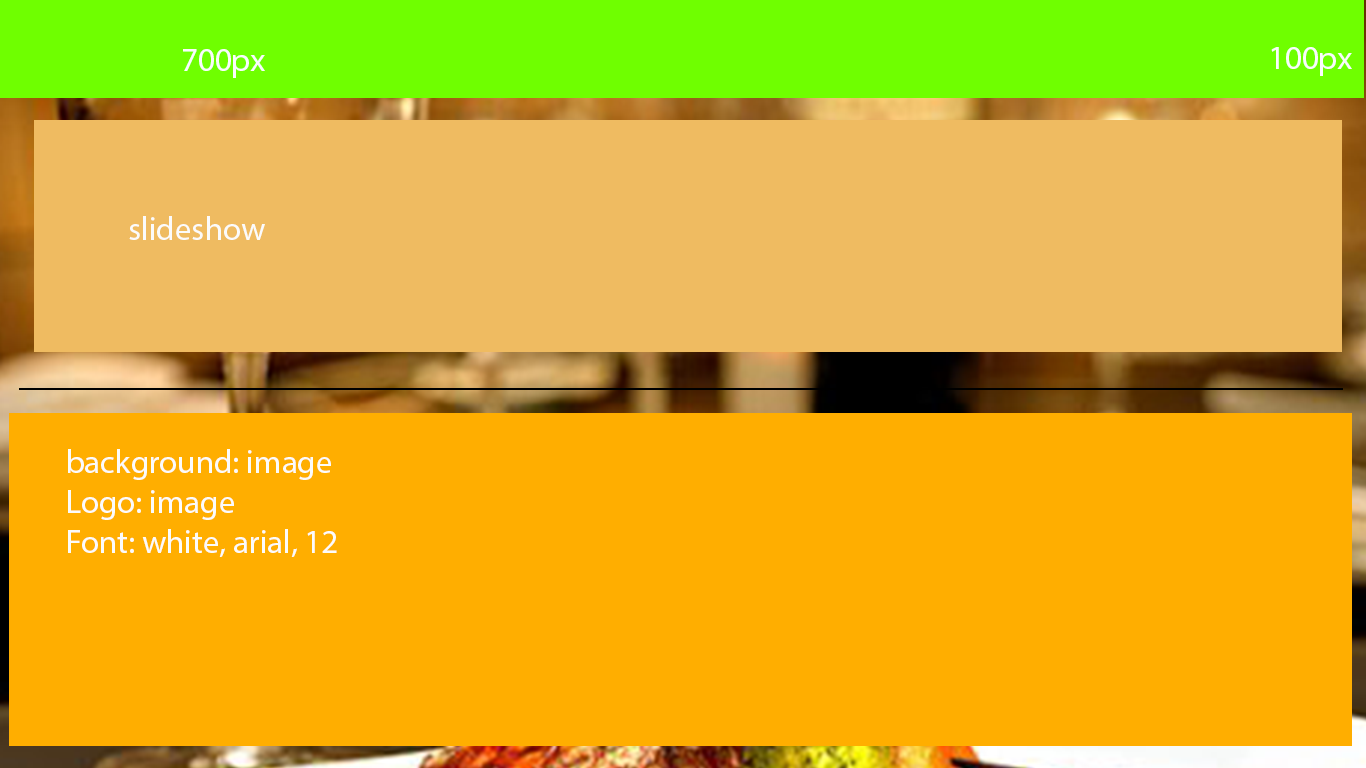 700px
100px
slideshow
background: image
Logo: image
Font: white, arial, 12